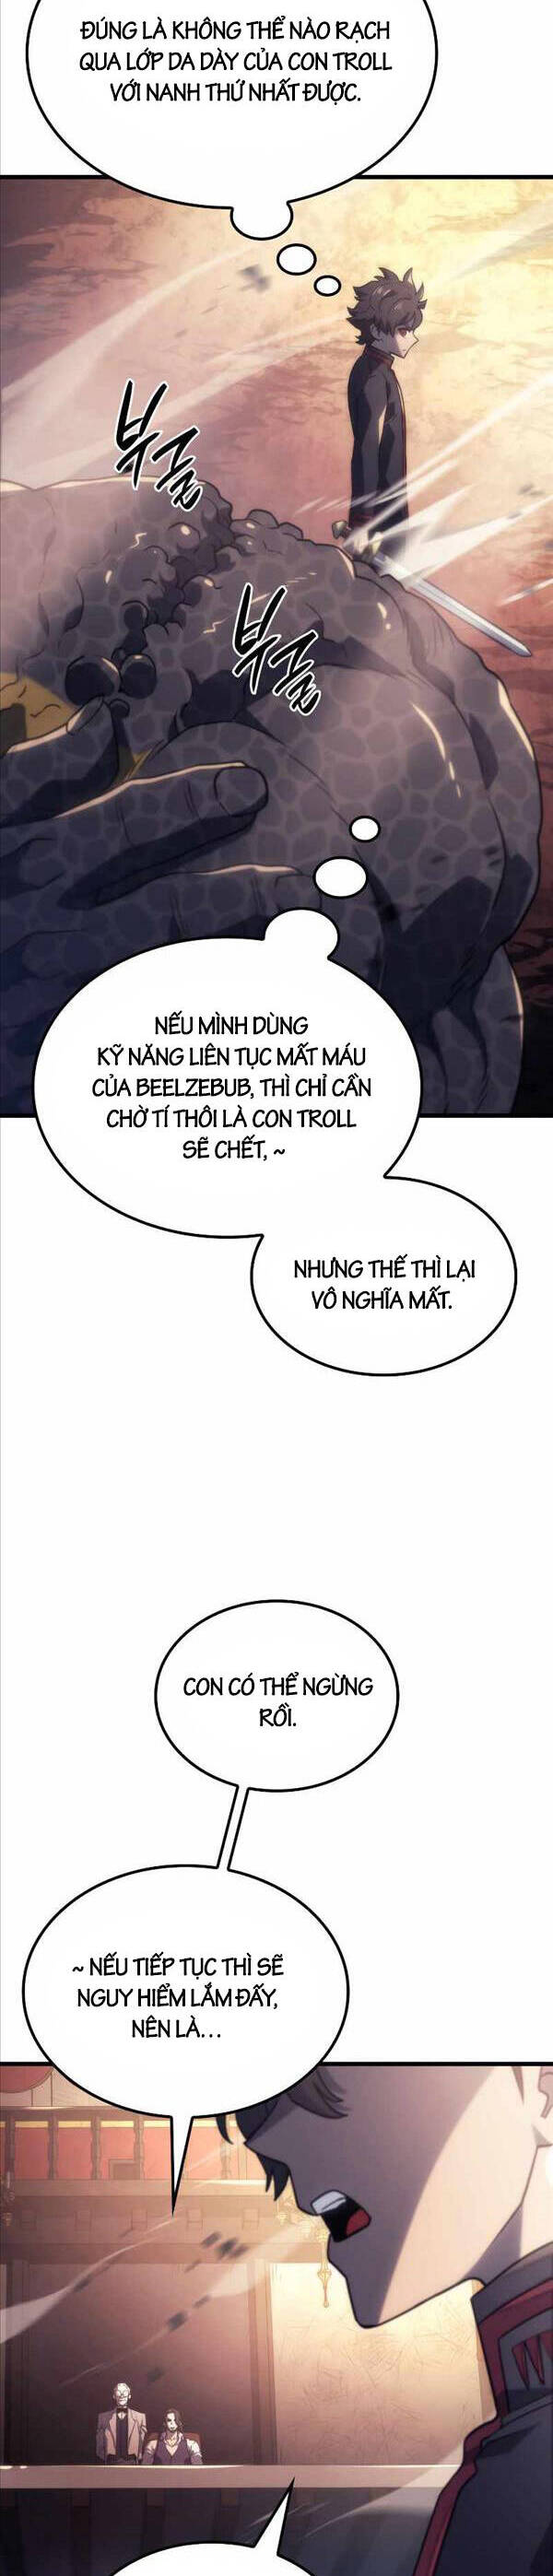 ĐÚNG LÀ KHÔNG THỂ NÀO RẠCH
QUA LỚP DA DÀY CỦA CON TROLL
VỚI NANH THỨ NHẤT ĐƯỢC.
부글
부글
NẾU MÌNH DÙNG
KỸ NĂNG LIÊN TỤC MẤT MÁU
CỦA BEELZEBUB, THÌ CHỈ CẦN
CHỜ TÍ THÔI LÀ CON TROLL
SẼ CHẾT, ~
NHƯNG THẾ THÌ LẠI
VÔ NGHĨA MẤT.
CON CÓ THỂ NGỪNG
RỒI.
~ NẾU TIẾP TỤC THÌ SẼ
NGUY HIỂM LẮM ĐẤY,
NÊN LÀ...